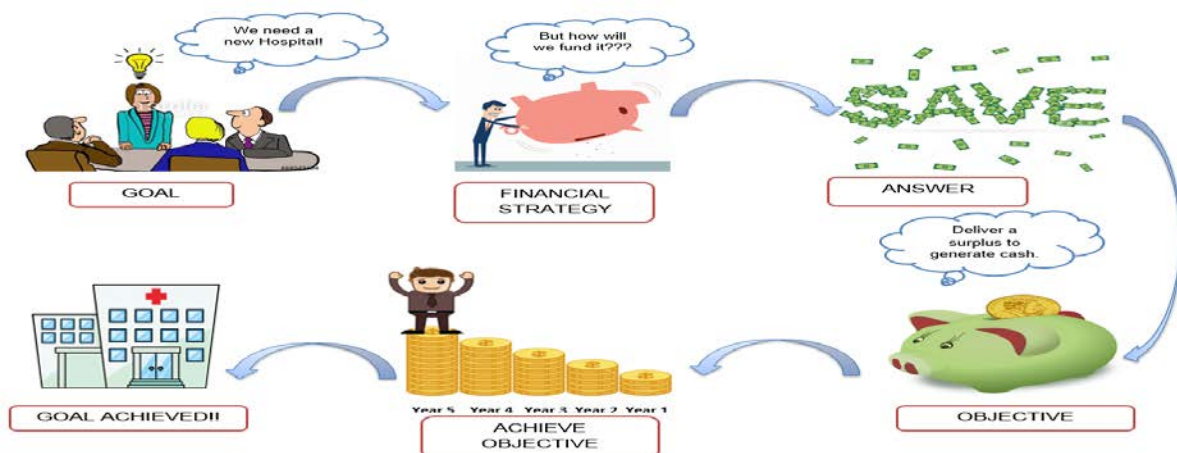 We need a
new Hospital!
GOAL
But how will
we fund it???
FINANCIAL
STRATEGY
SAVE
ANSWER
Deliver a
surplus to
generate cash.
OBJECTIVE
Year 5 Year 4 Year 3 Year 2 Year 1
ACHIEVE
OBJECTIVE
GOAL ACHIEVED!!